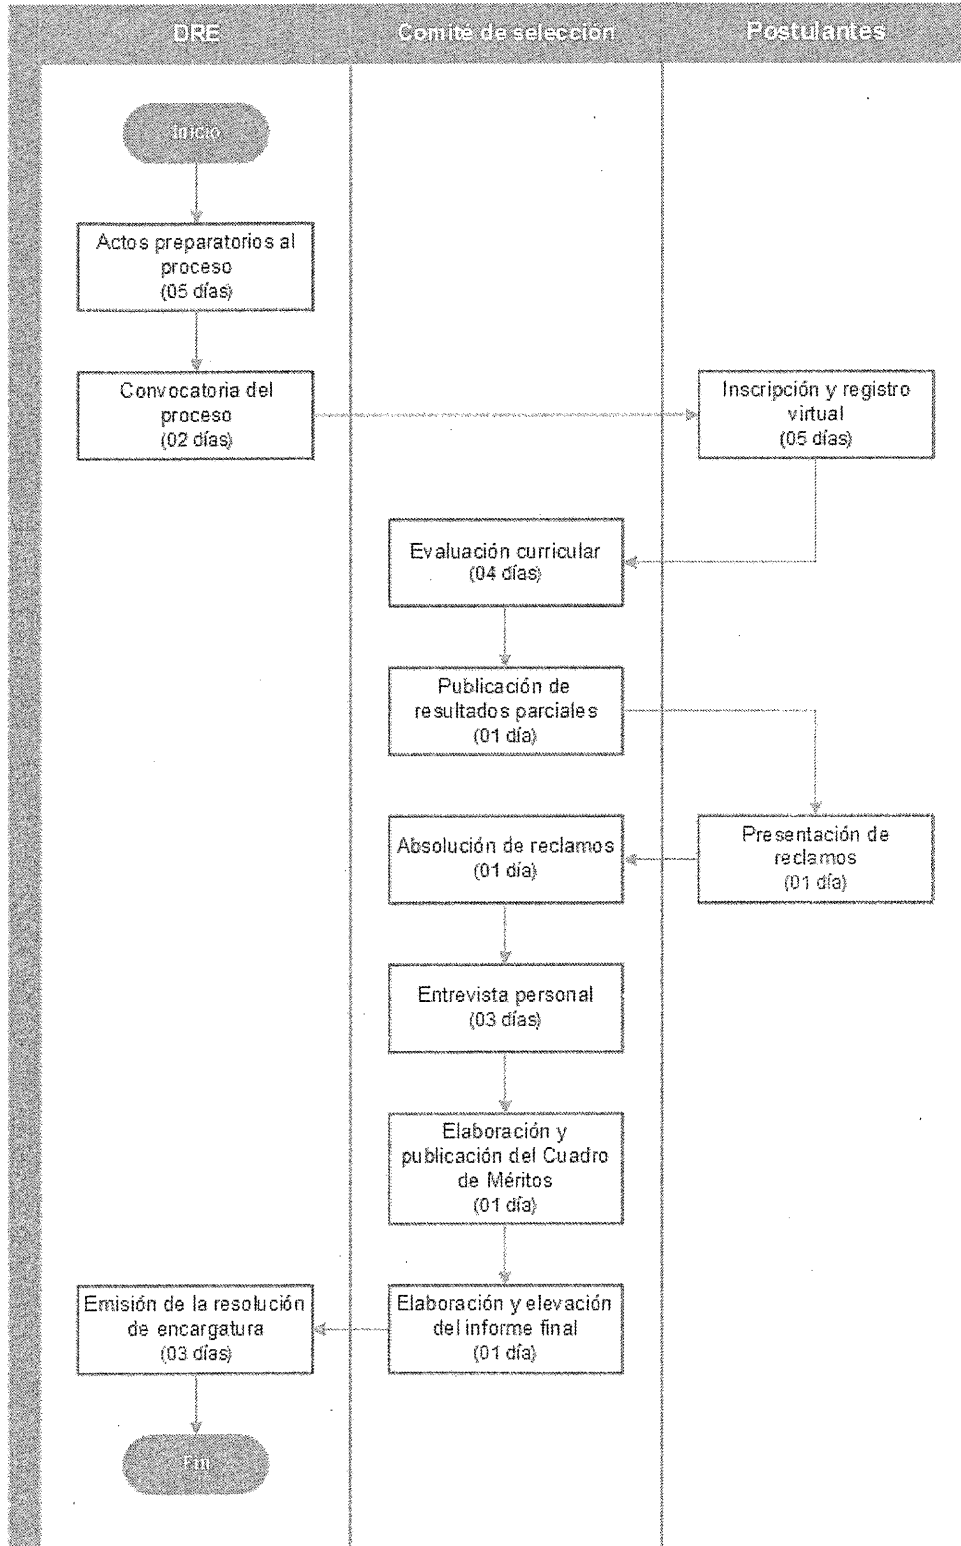 DRE
Comité de selección
Postulantes
Inicio
Actos preparatorios al
proceso
(05 días)
Convocatoria del
proceso
(02 días)
Inscripción y registro
virtual
(05 días)
Evaluación curricular
(04 días)
Publicación de
resultados parciales
(01 día)
Presentación de
reclamos
(01 día)
Absolución de reclamos
(01 día)
Entrevista personal
(03 días)
Elaboración y
publicación del Cuadro
de Méritos
(01 día)
Elaboración y elevación
del informe final
(01 día)
Emisión de la resolución
de encargatura
(03 días)
Fin